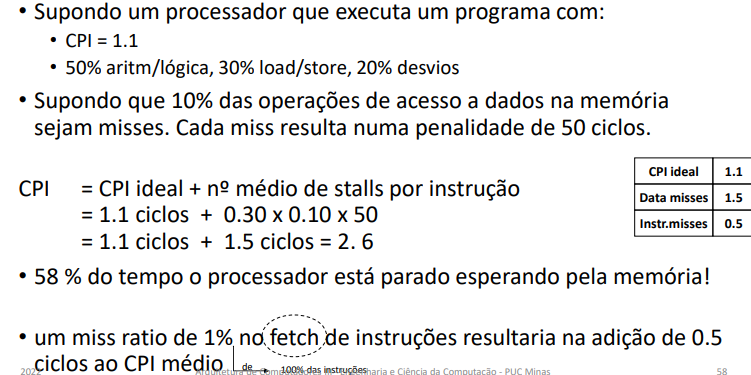 • Supondo um processador que executa um programa com:
• CPI = 1.1
• 50% aritm/lógica, 30% load/store, 20% desvios
• Supondo que 10% das operações de acesso a dados na memória
sejam misses. Cada miss resulta numa penalidade de 50 ciclos.
CPI = CPI ideal + nº médio de stalls por instrução
= 1.1 ciclos + 0.30 x 0.10 x 50
= 1.1 ciclos + 1.5 ciclos = 2. 6
CPI ideal 1.1
Data misses 1.5
Instr.misses 0.5
• 58 % do tempo o processador está parado esperando pela memória!
• um miss ratio de 1% no fetch de instruções resultaria na adição de 0.5
ciclos ao CPI médio
de 100% das instruções
2022 Arquitetura de Computadores - Engenharia e Ciência da Computação - PUC Minas 58